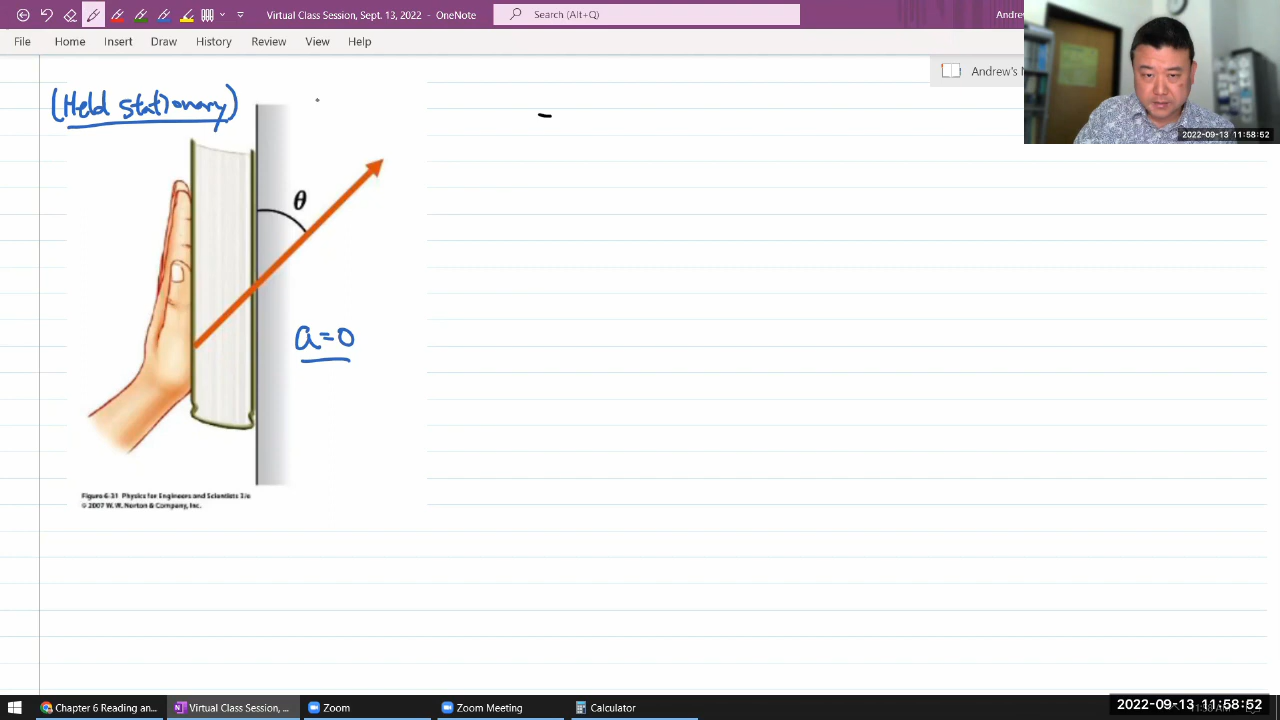 Virtual Class Session, Sept. 13, 2022 - OneNote
Search (Alt+Q)
Andrew
File Home Insert Draw History Review View Help
Andrew's N
2022-09-13 11:58:52
(Held stationary)
θ
a=0
Figure 6-31 Physics for Engineers and Scientists 3/e
© 2007 W. W. Norton & Company, Inc.
Chapter 6 Reading an... Virtual Class Session, ... Zoom Zoom Meeting Calculator
2022-09-13 11:58:52